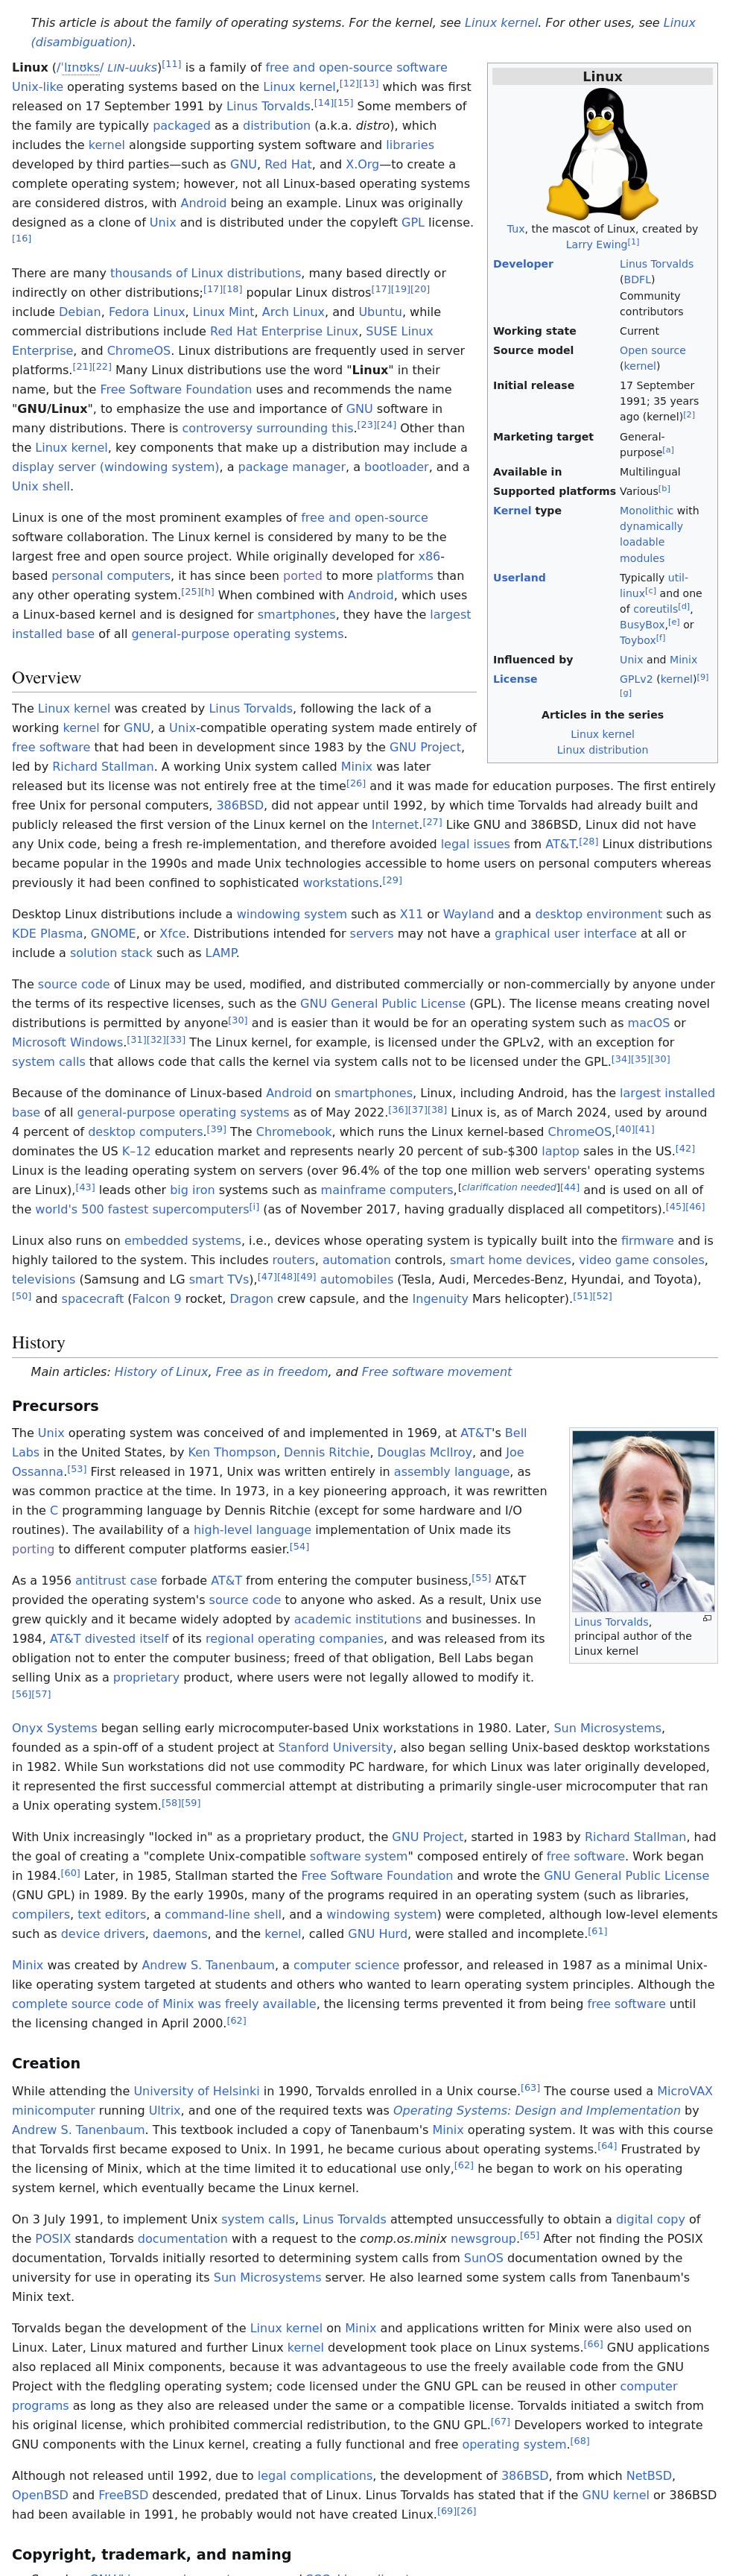 This article is about the family of operating systems. For the kernel, see Linux kernel. For other uses, see Linux
(disambiguation).
Linux (/ˈlɪnʊks/ LIN-uuks)[11] is a family of free and open-source software
Unix-like operating systems based on the Linux kernel,[12][13] which was first
released on 17 September 1991 by Linus Torvalds.[14][15] Some members of
the family are typically packaged as a distribution (a.k.a. distro), which
includes the kernel alongside supporting system software and libraries
developed by third parties—such as GNU, Red Hat, and X.Org—to create a
complete operating system; however, not all Linux-based operating systems
are considered distros, with Android being an example. Linux was originally
designed as a clone of Unix and is distributed under the copyleft GPL license.
[16]
There are many thousands of Linux distributions, many based directly or
indirectly on other distributions;[17][18] popular Linux distros[17][19][20]
include Debian, Fedora Linux, Linux Mint, Arch Linux, and Ubuntu, while
commercial distributions include Red Hat Enterprise Linux, SUSE Linux
Enterprise, and ChromeOS. Linux distributions are frequently used in server
platforms.[21][22] Many Linux distributions use the word "Linux" in their
name, but the Free Software Foundation uses and recommends the name
"GNU/Linux", to emphasize the use and importance of GNU software in
many distributions. There is controversy surrounding this.[23][24] Other than
the Linux kernel, key components that make up a distribution may include a
display server (windowing system), a package manager, a bootloader, and a
Unix shell.
Linux is one of the most prominent examples of free and open-source
software collaboration. The Linux kernel is considered by many to be the
largest free and open source project. While originally developed for x86-
based personal computers, it has since been ported to more platforms than
any other operating system.[25][h] When combined with Android, which uses
a Linux-based kernel and is designed for smartphones, they have the largest
installed base of all general-purpose operating systems.
Linux
Tux, the mascot of Linux, created by
Larry Ewing[1]
Developer Linus Torvalds
(BDFL)
Community
contributors
Working state Current
Source model Open source
(kernel)
Initial release 17 September
1991; 35 years
ago (kernel)[2]
Marketing target General-
purpose[a]
Available in Multilingual
Supported platforms Various[b]
Kernel type Monolithic with
dynamically
loadable
modules
Userland Typically util-
linux[c] and one
of coreutils[d],
BusyBox,[e] or
Toybox[f]
Influenced by Unix and Minix
License GPLv2 (kernel)[9]
[g]
Articles in the series
Linux kernel
Linux distribution
Overview
The Linux kernel was created by Linus Torvalds, following the lack of a
working kernel for GNU, a Unix-compatible operating system made entirely of
free software that had been in development since 1983 by the GNU Project,
led by Richard Stallman. A working Unix system called Minix was later
released but its license was not entirely free at the time[26] and it was made for education purposes. The first entirely
free Unix for personal computers, 386BSD, did not appear until 1992, by which time Torvalds had already built and
publicly released the first version of the Linux kernel on the Internet.[27] Like GNU and 386BSD, Linux did not have
any Unix code, being a fresh re-implementation, and therefore avoided legal issues from AT&T.[28] Linux distributions
became popular in the 1990s and made Unix technologies accessible to home users on personal computers whereas
previously it had been confined to sophisticated workstations.[29]
Desktop Linux distributions include a windowing system such as X11 or Wayland and a desktop environment such as
KDE Plasma, GNOME, or Xfce. Distributions intended for servers may not have a graphical user interface at all or
include a solution stack such as LAMP.
The source code of Linux may be used, modified, and distributed commercially or non-commercially by anyone under
the terms of its respective licenses, such as the GNU General Public License (GPL). The license means creating novel
distributions is permitted by anyone[30] and is easier than it would be for an operating system such as macOS or
Microsoft Windows.[31][32][33] The Linux kernel, for example, is licensed under the GPLv2, with an exception for
system calls that allows code that calls the kernel via system calls not to be licensed under the GPL.[34][35][30]
Because of the dominance of Linux-based Android on smartphones, Linux, including Android, has the largest installed
base of all general-purpose operating systems as of May 2022.[36][37][38] Linux is, as of March 2024, used by around
4 percent of desktop computers.[39] The Chromebook, which runs the Linux kernel-based ChromeOS,[40][41]
dominates the US K–12 education market and represents nearly 20 percent of sub-$300 laptop sales in the US.[42]
Linux is the leading operating system on servers (over 96.4% of the top one million web servers' operating systems
are Linux),[43] leads other big iron systems such as mainframe computers,[clarification needed][44] and is used on all of
the world's 500 fastest supercomputers[i] (as of November 2017, having gradually displaced all competitors).[45][46]
Linux also runs on embedded systems, i.e., devices whose operating system is typically built into the firmware and is
highly tailored to the system. This includes routers, automation controls, smart home devices, video game consoles,
televisions (Samsung and LG smart TVs),[47][48][49] automobiles (Tesla, Audi, Mercedes-Benz, Hyundai, and Toyota),
[50] and spacecraft (Falcon 9 rocket, Dragon crew capsule, and the Ingenuity Mars helicopter).[51][52]
History
Main articles: History of Linux, Free as in freedom, and Free software movement
Precursors
The Unix operating system was conceived of and implemented in 1969, at AT&T's Bell
Labs in the United States, by Ken Thompson, Dennis Ritchie, Douglas McIlroy, and Joe
Ossanna.[53] First released in 1971, Unix was written entirely in assembly language, as
was common practice at the time. In 1973, in a key pioneering approach, it was rewritten
in the C programming language by Dennis Ritchie (except for some hardware and I/O
routines). The availability of a high-level language implementation of Unix made its
porting to different computer platforms easier.[54]
As a 1956 antitrust case forbade AT&T from entering the computer business,[55] AT&T
provided the operating system's source code to anyone who asked. As a result, Unix use
grew quickly and it became widely adopted by academic institutions and businesses. In
1984, AT&T divested itself of its regional operating companies, and was released from its
obligation not to enter the computer business; freed of that obligation, Bell Labs began
selling Unix as a proprietary product, where users were not legally allowed to modify it.
[56][57]
Linus Torvalds,
principal author of the
Linux kernel
Onyx Systems began selling early microcomputer-based Unix workstations in 1980. Later, Sun Microsystems,
founded as a spin-off of a student project at Stanford University, also began selling Unix-based desktop workstations
in 1982. While Sun workstations did not use commodity PC hardware, for which Linux was later originally developed,
it represented the first successful commercial attempt at distributing a primarily single-user microcomputer that ran
a Unix operating system.[58][59]
With Unix increasingly "locked in" as a proprietary product, the GNU Project, started in 1983 by Richard Stallman, had
the goal of creating a "complete Unix-compatible software system" composed entirely of free software. Work began
in 1984.[60] Later, in 1985, Stallman started the Free Software Foundation and wrote the GNU General Public License
(GNU GPL) in 1989. By the early 1990s, many of the programs required in an operating system (such as libraries,
compilers, text editors, a command-line shell, and a windowing system) were completed, although low-level elements
such as device drivers, daemons, and the kernel, called GNU Hurd, were stalled and incomplete.[61]
Minix was created by Andrew S. Tanenbaum, a computer science professor, and released in 1987 as a minimal Unix-
like operating system targeted at students and others who wanted to learn operating system principles. Although the
complete source code of Minix was freely available, the licensing terms prevented it from being free software until
the licensing changed in April 2000.[62]
Creation
While attending the University of Helsinki in 1990, Torvalds enrolled in a Unix course.[63] The course used a MicroVAX
minicomputer running Ultrix, and one of the required texts was Operating Systems: Design and Implementation by
Andrew S. Tanenbaum. This textbook included a copy of Tanenbaum's Minix operating system. It was with this course
that Torvalds first became exposed to Unix. In 1991, he became curious about operating systems.[64] Frustrated by
the licensing of Minix, which at the time limited it to educational use only,[62] he began to work on his operating
system kernel, which eventually became the Linux kernel.
On 3 July 1991, to implement Unix system calls, Linus Torvalds attempted unsuccessfully to obtain a digital copy of
the POSIX standards documentation with a request to the comp.os.minix newsgroup.[65] After not finding the POSIX
documentation, Torvalds initially resorted to determining system calls from SunOS documentation owned by the
university for use in operating its Sun Microsystems server. He also learned some system calls from Tanenbaum's
Minix text.
Torvalds began the development of the Linux kernel on Minix and applications written for Minix were also used on
Linux. Later, Linux matured and further Linux kernel development took place on Linux systems.[66] GNU applications
also replaced all Minix components, because it was advantageous to use the freely available code from the GNU
Project with the fledgling operating system; code licensed under the GNU GPL can be reused in other computer
programs as long as they also are released under the same or a compatible license. Torvalds initiated a switch from
his original license, which prohibited commercial redistribution, to the GNU GPL.[67] Developers worked to integrate
GNU components with the Linux kernel, creating a fully functional and free operating system.[68]
Although not released until 1992, due to legal complications, the development of 386BSD, from which NetBSD,
OpenBSD and FreeBSD descended, predated that of Linux. Linus Torvalds has stated that if the GNU kernel or 386BSD
had been available in 1991, he probably would not have created Linux.[69][26]
Copyright, trademark, and naming